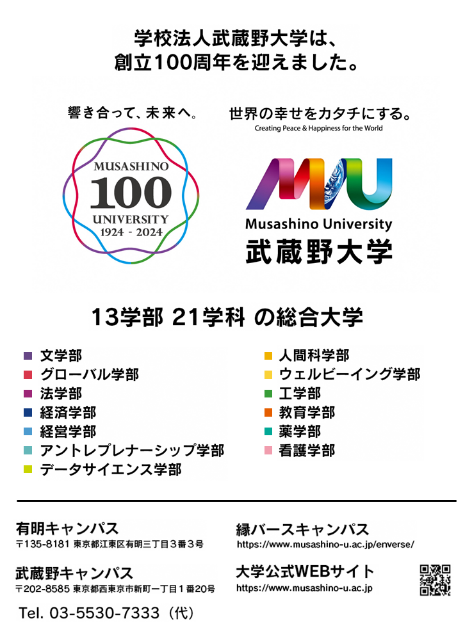 学校法人武蔵野大学は、
創立100周年を迎えました。
響き合って、未来へ。
MUSASHINO
100
UNIVERSITY
1924 - 2024
世界の幸せをカタチにする。
Creating Peace & Happiness for the World
MU
Musashino University
武蔵野大学
13学部 21学科 の総合大学
文学部
グローバル学部
法学部
経済学部
経営学部
アントレプレナーシップ学部
データサイエンス学部
人間科学部
ウェルビーイング学部
工学部
教育学部
薬学部
看護学部
有明キャンパス
〒135-8181 東京都江東区有明三丁目３番３号
武蔵野キャンパス
〒202-8585 東京都西東京市新町一丁目１番20号
Tel. 03-5530-7333（代）
縁バースキャンパス
https://www.musashino-u.ac.jp/enverse/
大学公式WEBサイト
https://www.musashino-u.ac.jp